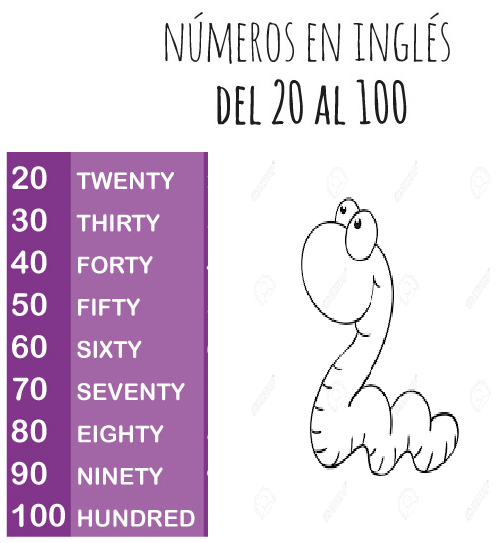 NÚMEROS EN INGLÉS
DEL 20 AL 100
20 TWENTY
30 THIRTY
40 FORTY
50 FIFTY
60 SIXTY
70 SEVENTY
80 EIGHTY
90 NINETY
100 HUNDRED